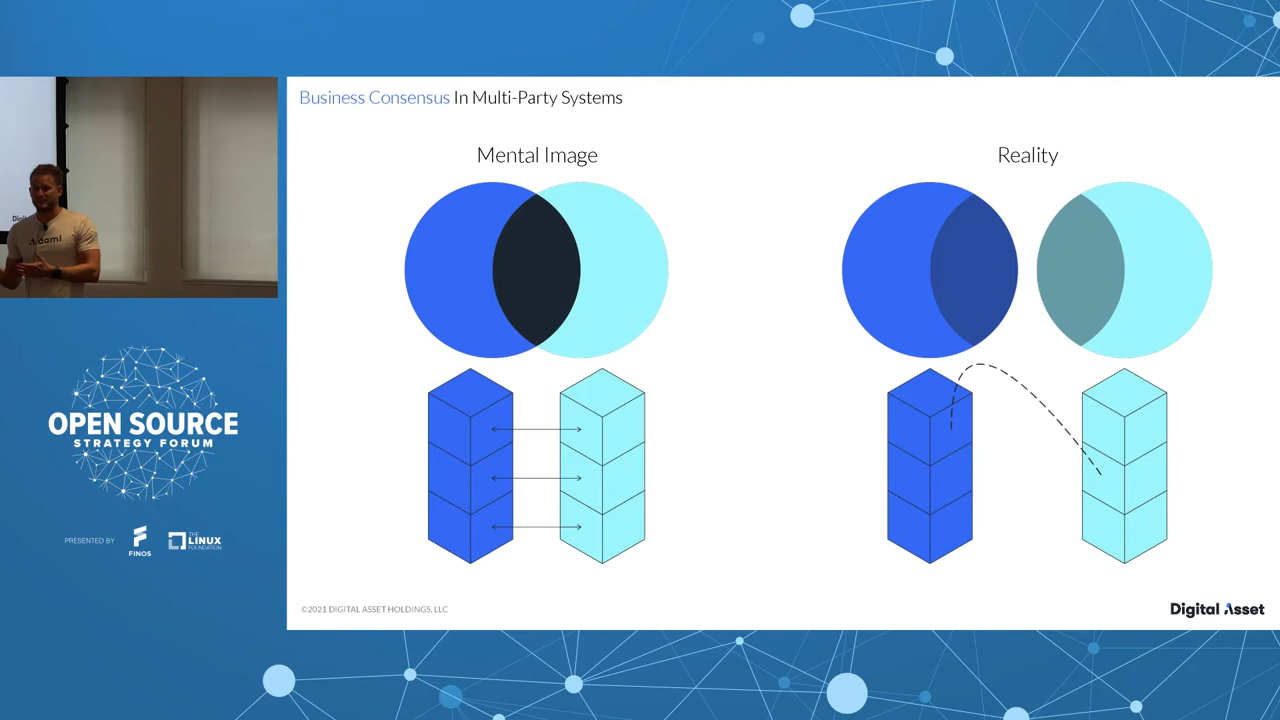 Business Consensus In Multi-Party Systems
Mental Image
Reality
daml
OPEN SOURCE
STRATEGY FORUM
PRESENTED BY
FINOS
THE
LINUX
FOUNDATION
©2021 DIGITAL ASSET HOLDINGS, LLC
Digital Asset